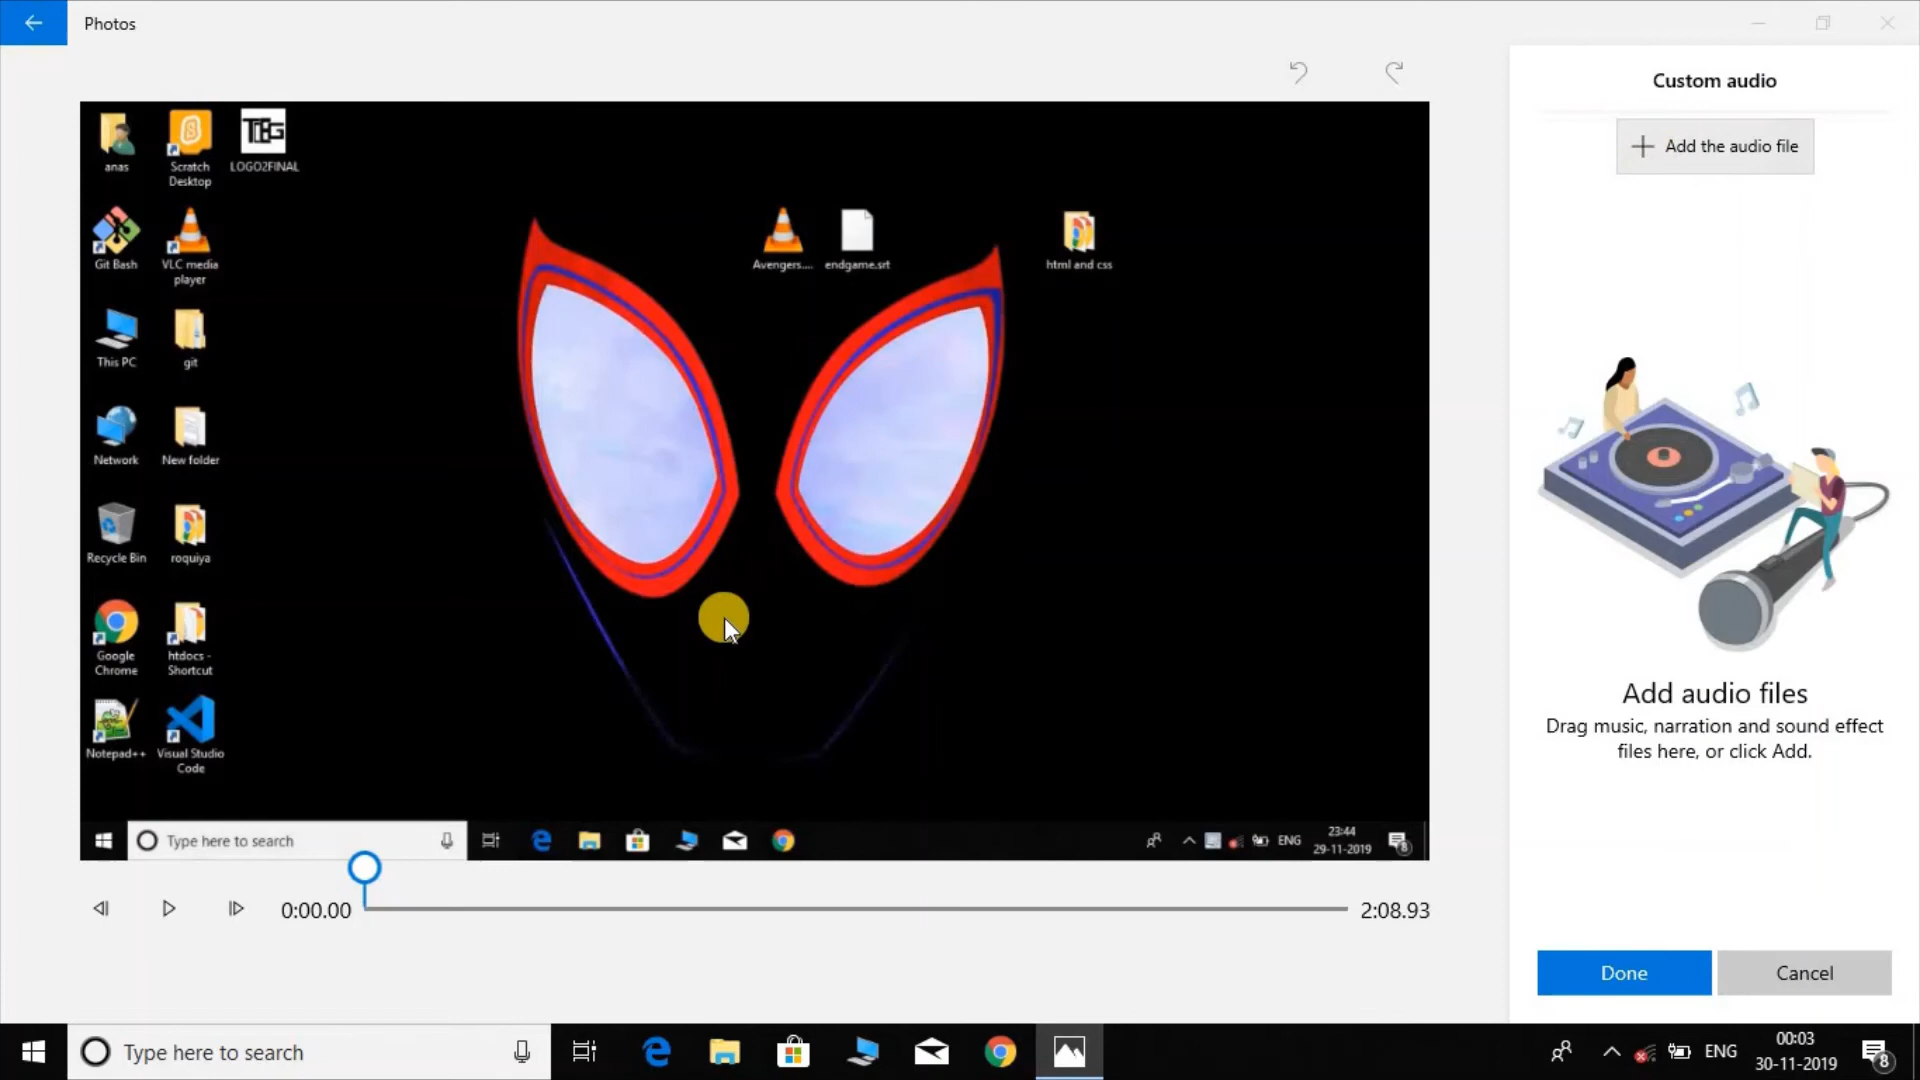 Photos
Custom audio
Add the audio file
anas
Scratch
Desktop
TCBG
LOGO2FINAL
Git Bash
VLC media
player
Avengers....
endgame.srt
html and css
This PC
git
Network
New folder
Recycle Bin
roquiya
Google
Chrome
htdocs -
Shortcut
Notepad++
Visual Studio
Code
Add audio files
Drag music, narration and sound effect
files here, or click Add.
Type here to search
ENG
23:44
29-11-2019
8
0:00.00
2:08.93
Done
Cancel
Type here to search
ENG
00:03
30-11-2019
8